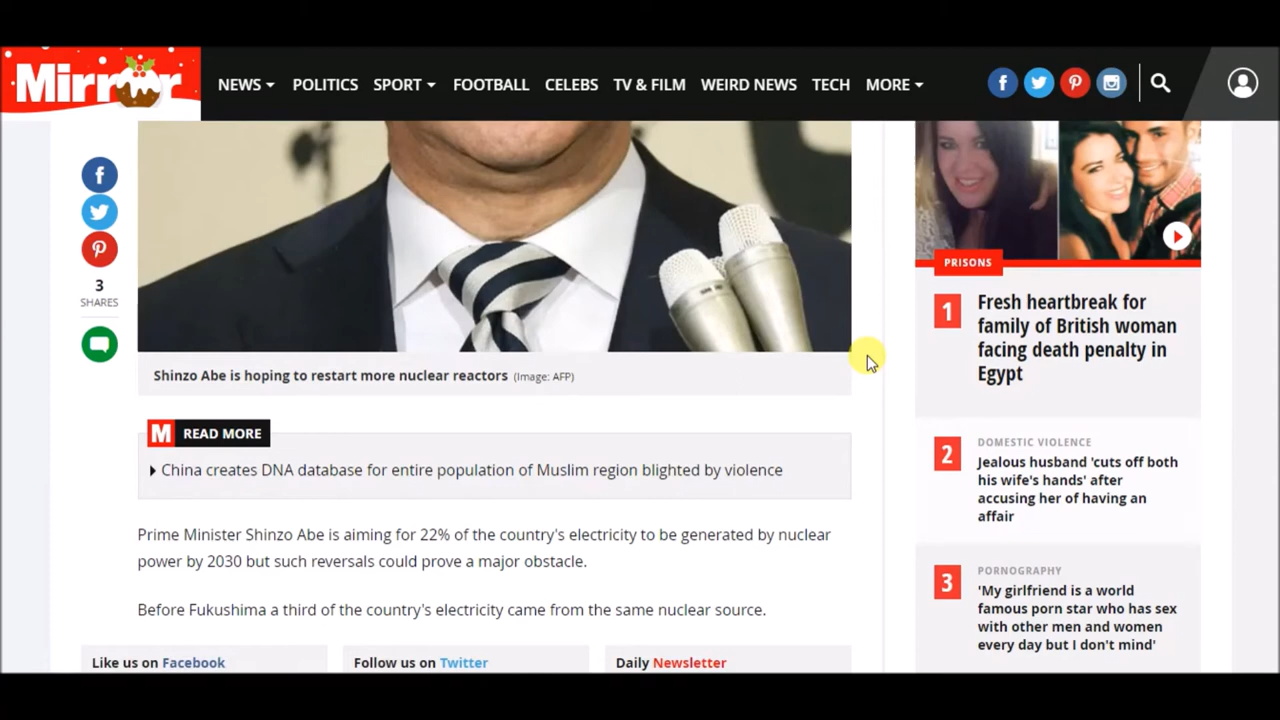 Mirror
NEWS
POLITICS
SPORT
FOOTBALL
CELEBS
TV & FILM
WEIRD NEWS
TECH
MORE
3
SHARES
Shinzo Abe is hoping to restart more nuclear reactors (Image: AFP)
M READ MORE
China creates DNA database for entire population of Muslim region blighted by violence
Prime Minister Shinzo Abe is aiming for 22% of the country's electricity to be generated by nuclear
power by 2030 but such reversals could prove a major obstacle.
Before Fukushima a third of the country's electricity came from the same nuclear source.
Like us on Facebook
Follow us on Twitter
Daily Newsletter
PRISONS
1
Fresh heartbreak for
family of British woman
facing death penalty in
Egypt
2
DOMESTIC VIOLENCE
Jealous husband 'cuts off both
his wife's hands' after
accusing her of having an
affair
3
PORNOGRAPHY
'My girlfriend is a world
famous porn star who has sex
with other men and women
every day but I don't mind'